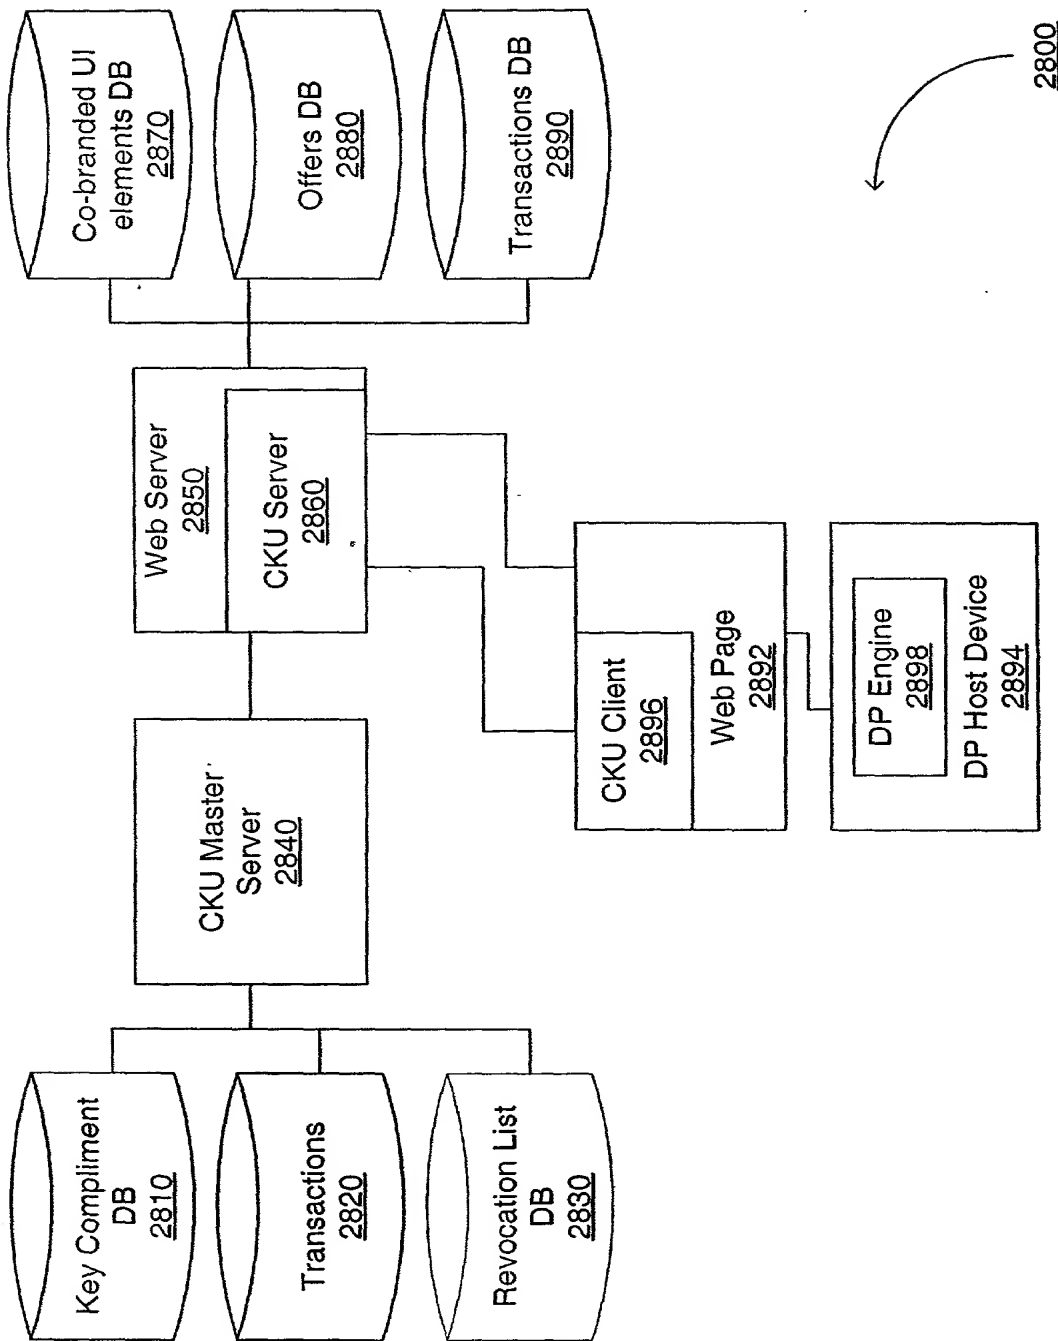 Key Compliment
DB
2810
Transactions
2820
Revocation List
DB
2830
CKU Master
Server
2840
Web Server
2850
CKU Server
2860
Co-branded UI
elements DB
2870
Offers DB
2880
Transactions DB
2890
CKU Client
2896
Web Page
2892
DP Engine
2898
DP Host Device
2894
2800